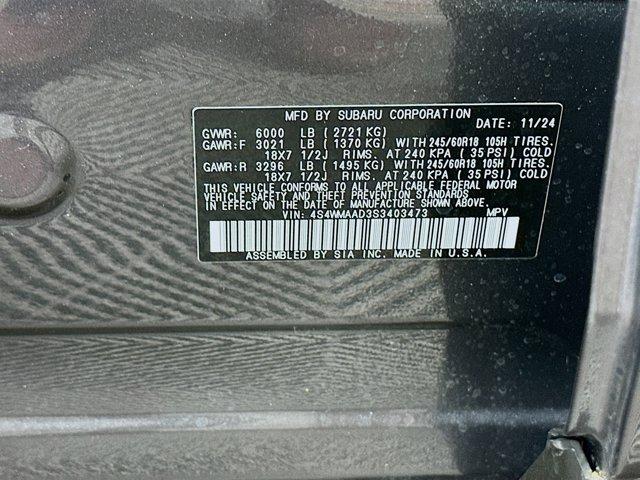 MFD BY SUBARU CORPORATION
DATE: 11/24
GVWR: 6000 LB ( 2721 KG)
GAWR:F 3021 LB ( 1370 KG) WITH 245/60R18 105H TIRES.
18X7 1/2J RIMS. AT 240 KPA ( 35 PSI) COLD
GAWR:R 3296 LB ( 1495 KG) WITH 245/60R18 105H TIRES.
18X7 1/2J RIMS. AT 240 KPA ( 35 PSI) COLD
THIS VEHICLE CONFORMS TO ALL APPLICABLE FEDERAL MOTOR
VEHICLE SAFETY AND THEFT PREVENTION STANDARDS
IN EFFECT ON THE DATE OF MANUFACTURE SHOWN ABOVE.
VIN: 4S4WMAAD3S3403473 MPV
ASSEMBLED BY SIA INC. MADE IN U.S.A.